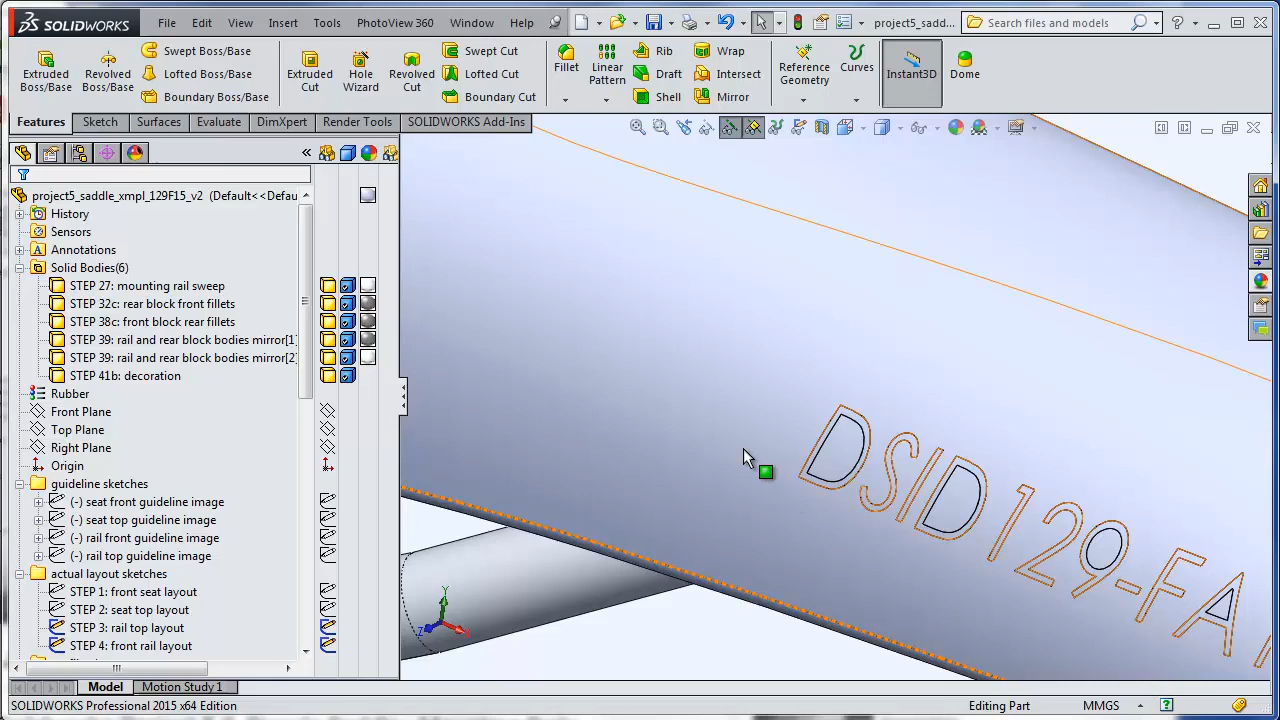 SOLIDWORKS File Edit View Insert Tools PhotoView 360 Window Help project5_sadd... Search files and models
Extruded Boss/Base
Revolved Boss/Base
Swept Boss/Base
Lofted Boss/Base
Boundary Boss/Base
Extruded Cut
Hole Wizard
Revolved Cut
Swept Cut
Lofted Cut
Boundary Cut
Fillet
Linear Pattern
Rib
Draft
Shell
Wrap
Intersect
Mirror
Reference Geometry
Curves
Instant3D
Dome
Features Sketch Surfaces Evaluate DimXpert Render Tools SOLIDWORKS Add-Ins
project5_saddle_xmpl_129F15_v2 (Default<<Defau
History
Sensors
Annotations
Solid Bodies(6)
STEP 27: mounting rail sweep
STEP 32c: rear block front fillets
STEP 38c: front block rear fillets
STEP 39: rail and rear block bodies mirror[1]
STEP 39: rail and rear block bodies mirror[2]
STEP 41b: decoration
Rubber
Front Plane
Top Plane
Right Plane
Origin
guideline sketches
(-) seat front guideline image
(-) seat top guideline image
(-) rail front guideline image
(-) rail top guideline image
actual layout sketches
STEP 1: front seat layout
STEP 2: seat top layout
STEP 3: rail top layout
STEP 4: front rail layout
DSID129-FA
Y
Z
X
Model Motion Study 1
SOLIDWORKS Professional 2015 x64 Edition Editing Part MMGS